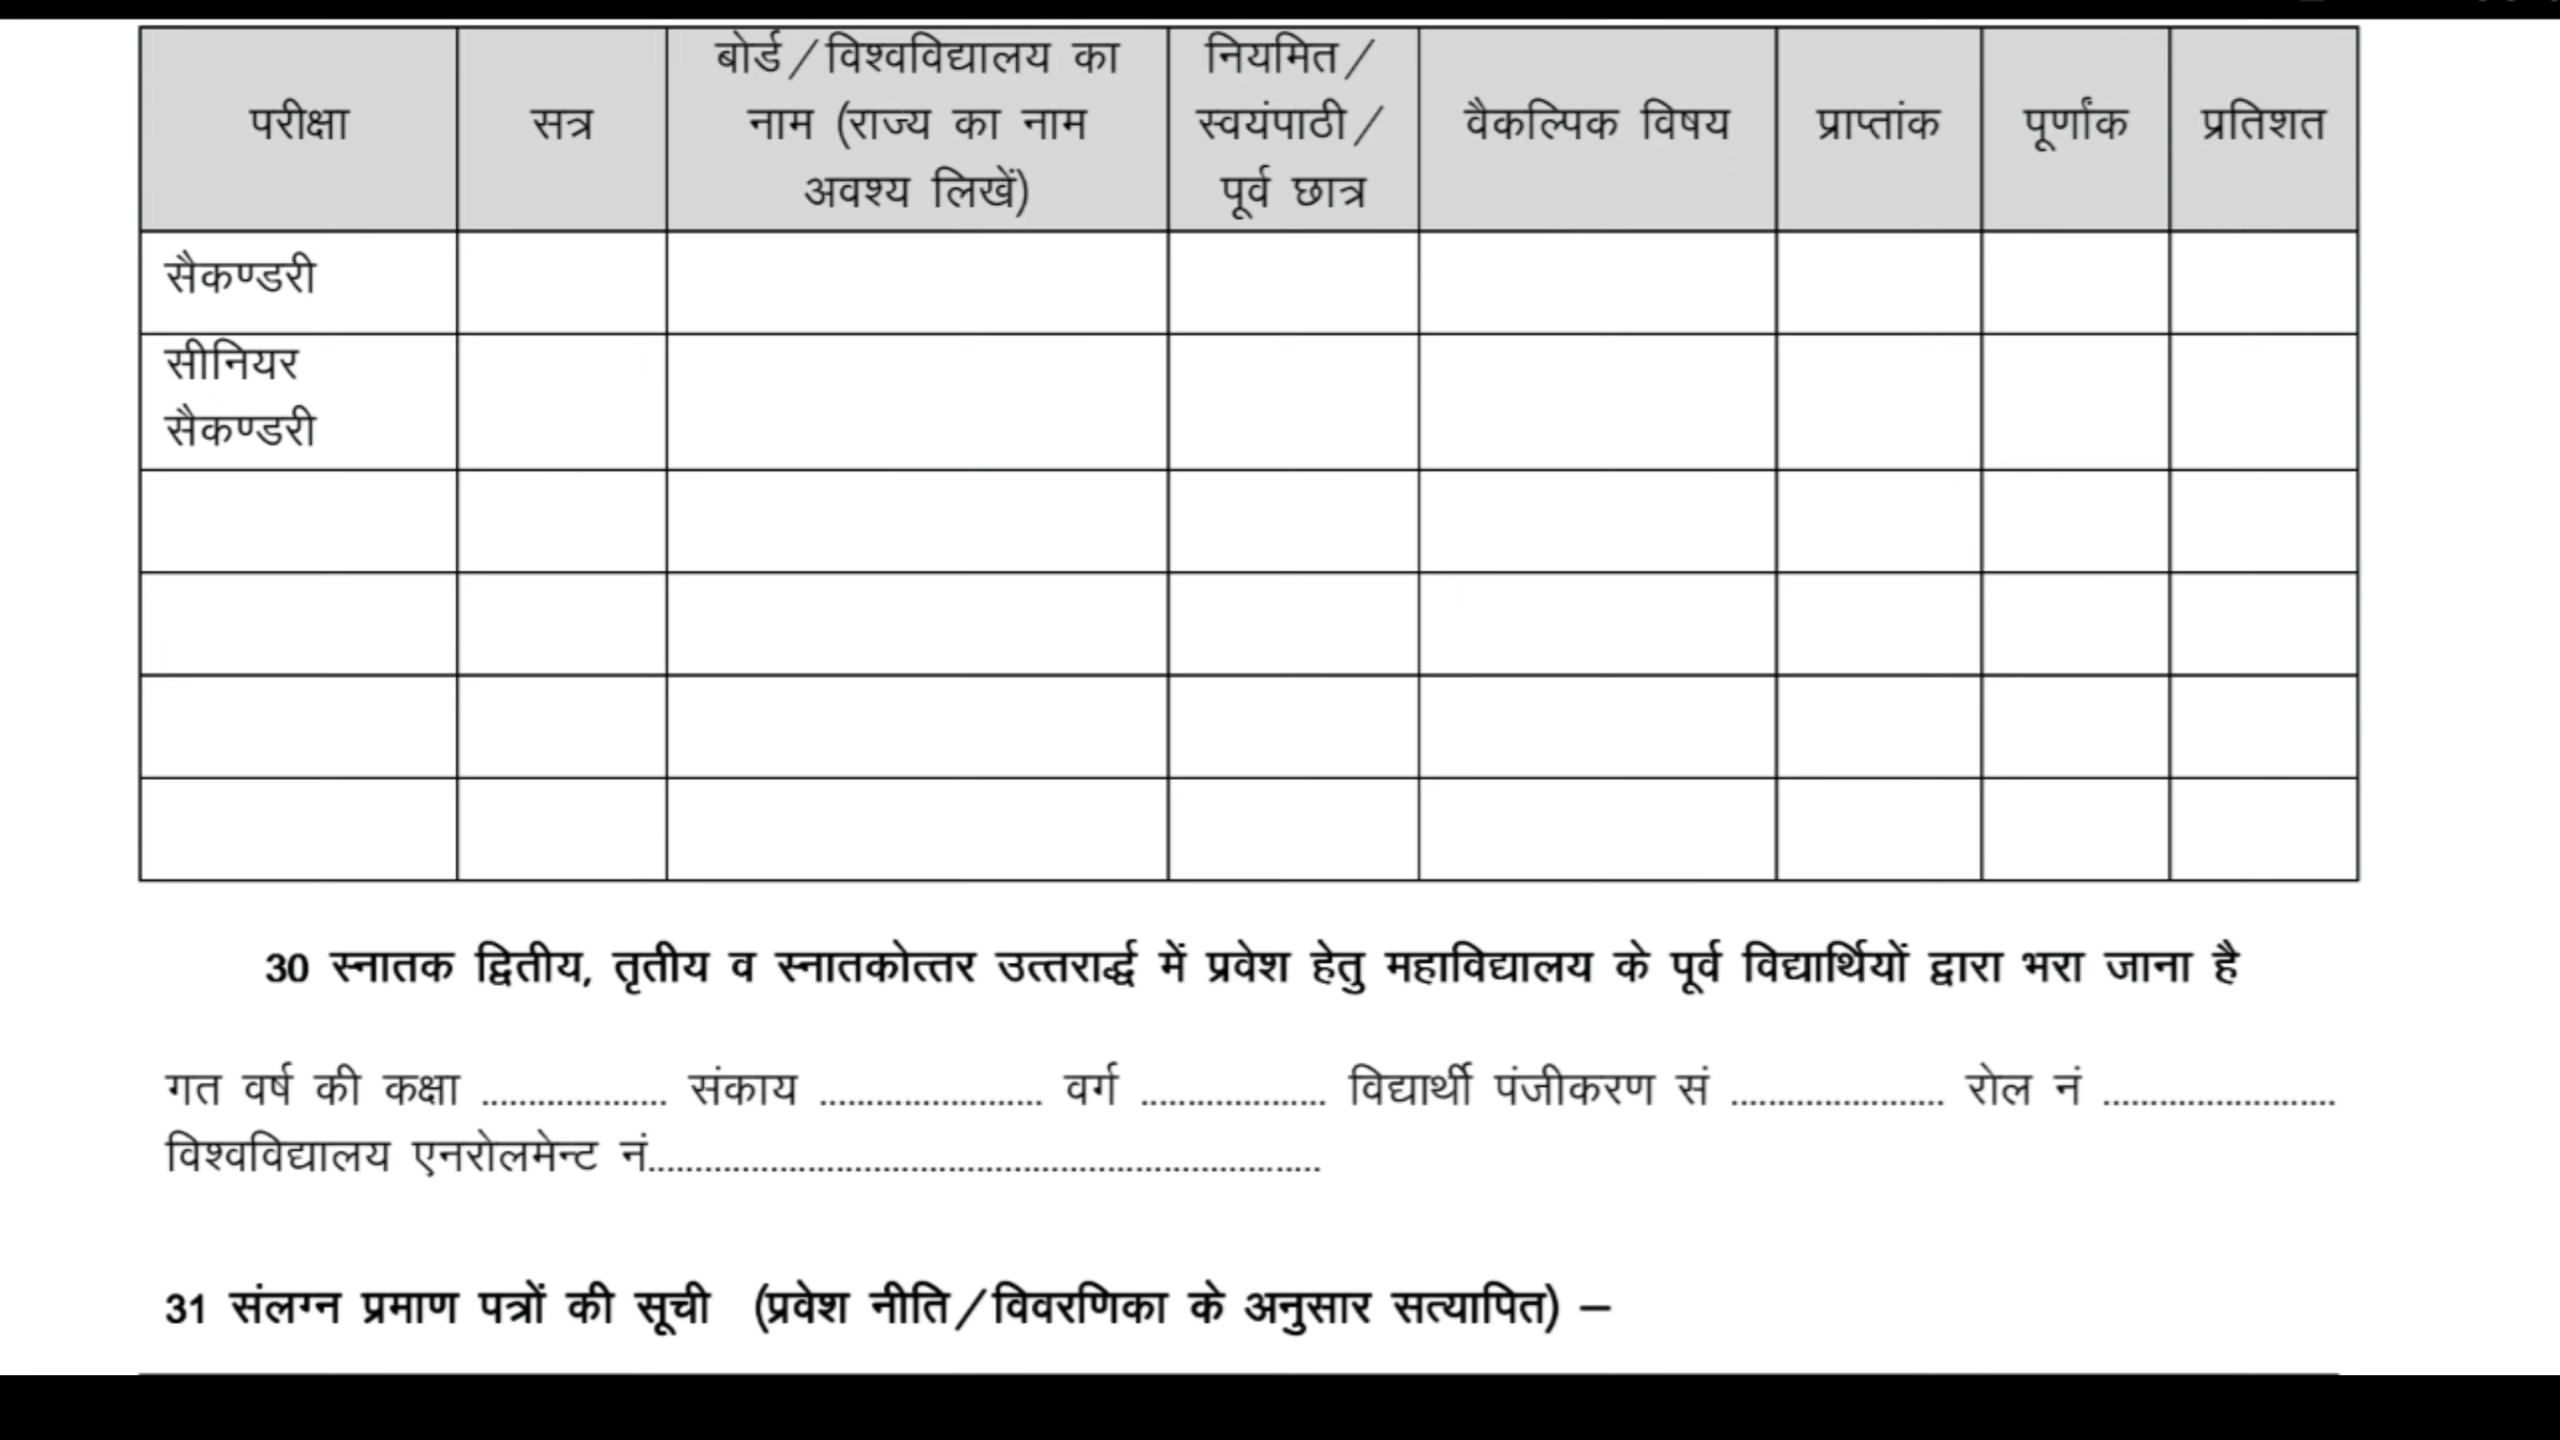 परीक्षा सत्र बोर्ड/विश्वविद्यालय का नाम (राज्य का नाम अवश्य लिखें) नियमित/ स्वयंपाठी/ पूर्व छात्र वैकल्पिक विषय प्राप्तांक पूर्णांक प्रतिशत
सैकण्डरी
सीनियर
सैकण्डरी
30 स्नातक द्वितीय, तृतीय व स्नातकोत्तर उत्तरार्द्ध में प्रवेश हेतु महाविद्यालय के पूर्व विद्यार्थियों द्वारा भरा जाना है
गत वर्ष की कक्षा .................... संकाय ........................ वर्ग .................... विद्यार्थी पंजीकरण सं ....................... रोल नं .........................
विश्वविद्यालय एनरोलमेन्ट नं.........................................................................
31 संलग्न प्रमाण पत्रों की सूची (प्रवेश नीति/विवरणिका के अनुसार सत्यापित) –